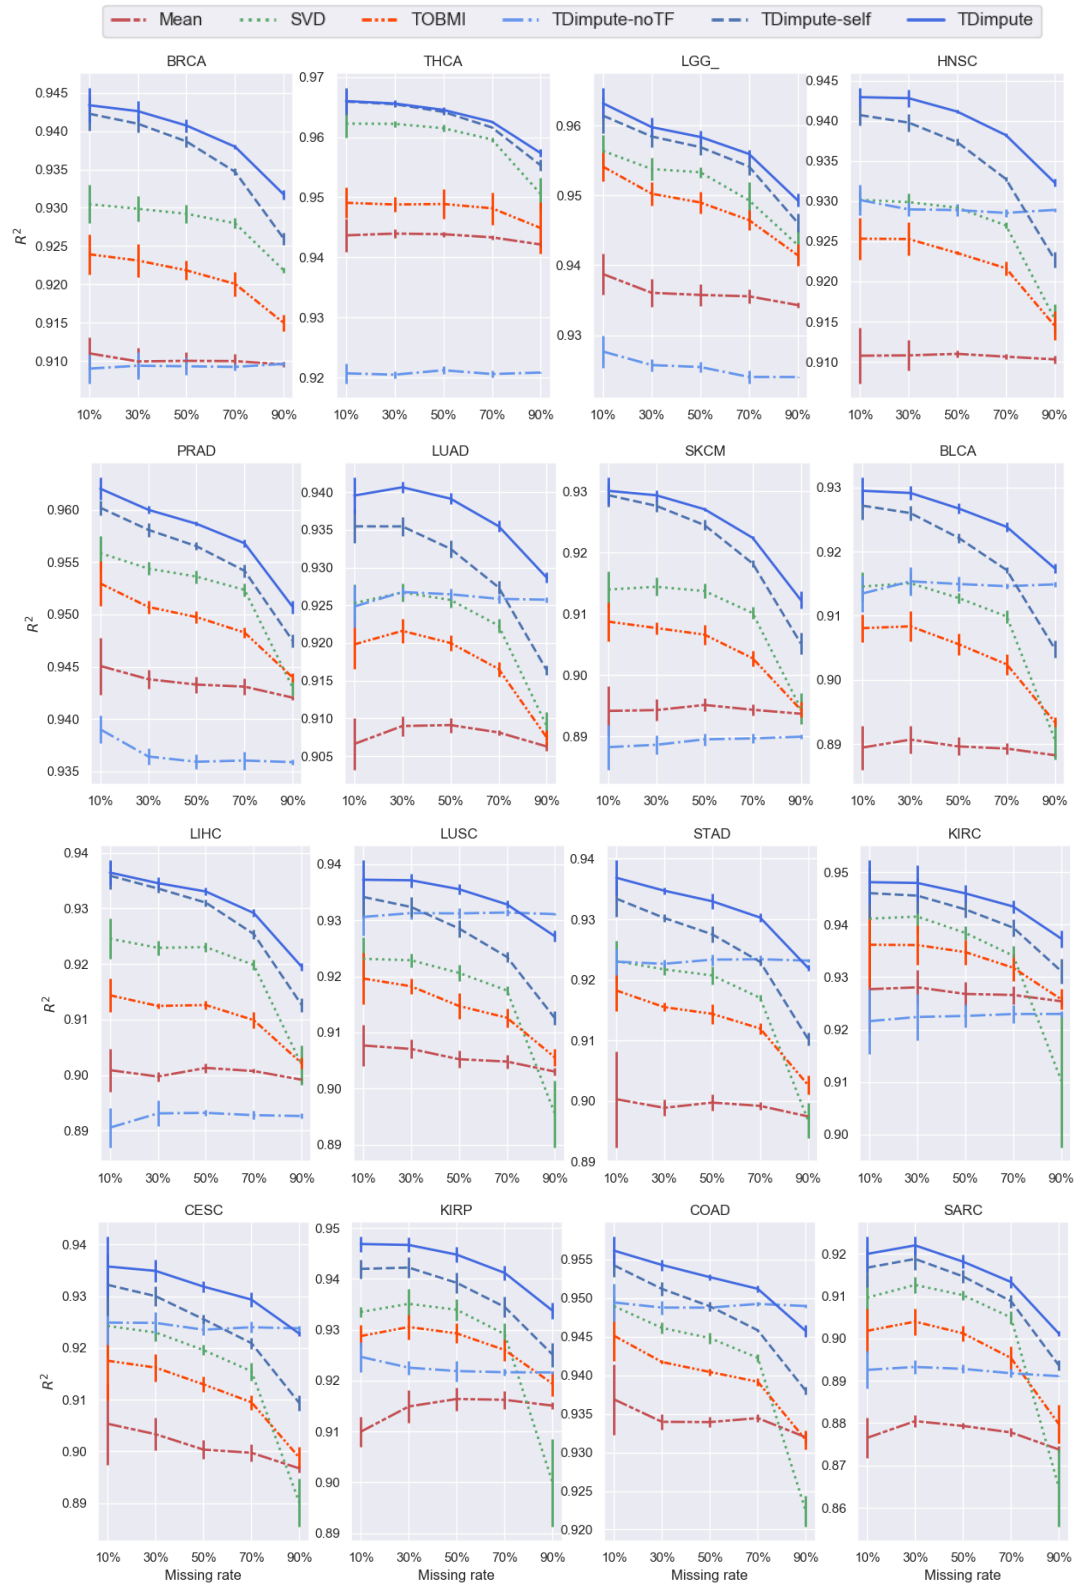 Mean SVD TOBMI TDimpute-noTF TDimpute-self TDimpute
BRCA THCA LGG_ HNSC
0.945 0.940 0.935 0.930 0.925 0.920 0.915 0.910
R²
0.97 0.96 0.95 0.94 0.93 0.92
0.96 0.95 0.94 0.93
0.945 0.940 0.935 0.930 0.925 0.920 0.915 0.910
10% 30% 50% 70% 90% 10% 30% 50% 70% 90% 10% 30% 50% 70% 90% 10% 30% 50% 70% 90%
PRAD LUAD SKCM BLCA
0.960 0.955 0.950 0.945 0.940 0.935
R²
0.940 0.935 0.930 0.925 0.920 0.915 0.910 0.905
0.93 0.92 0.91 0.90 0.89
0.93 0.92 0.91 0.90 0.89
10% 30% 50% 70% 90% 10% 30% 50% 70% 90% 10% 30% 50% 70% 90% 10% 30% 50% 70% 90%
LIHC LUSC STAD KIRC
0.94 0.93 0.92 0.91 0.90 0.89
R²
0.94 0.93 0.92 0.91 0.90 0.89
0.94 0.93 0.92 0.91 0.90 0.89
0.95 0.94 0.93 0.92 0.91 0.90
10% 30% 50% 70% 90% 10% 30% 50% 70% 90% 10% 30% 50% 70% 90% 10% 30% 50% 70% 90%
CESC KIRP COAD SARC
0.94 0.93 0.92 0.91 0.90 0.89
R²
0.95 0.94 0.93 0.92 0.91 0.90 0.89
0.955 0.950 0.945 0.940 0.935 0.930 0.925 0.920
0.92 0.91 0.90 0.89 0.88 0.87 0.86
10% 30% 50% 70% 90% 10% 30% 50% 70% 90% 10% 30% 50% 70% 90% 10% 30% 50% 70% 90%
Missing rate Missing rate Missing rate Missing rate